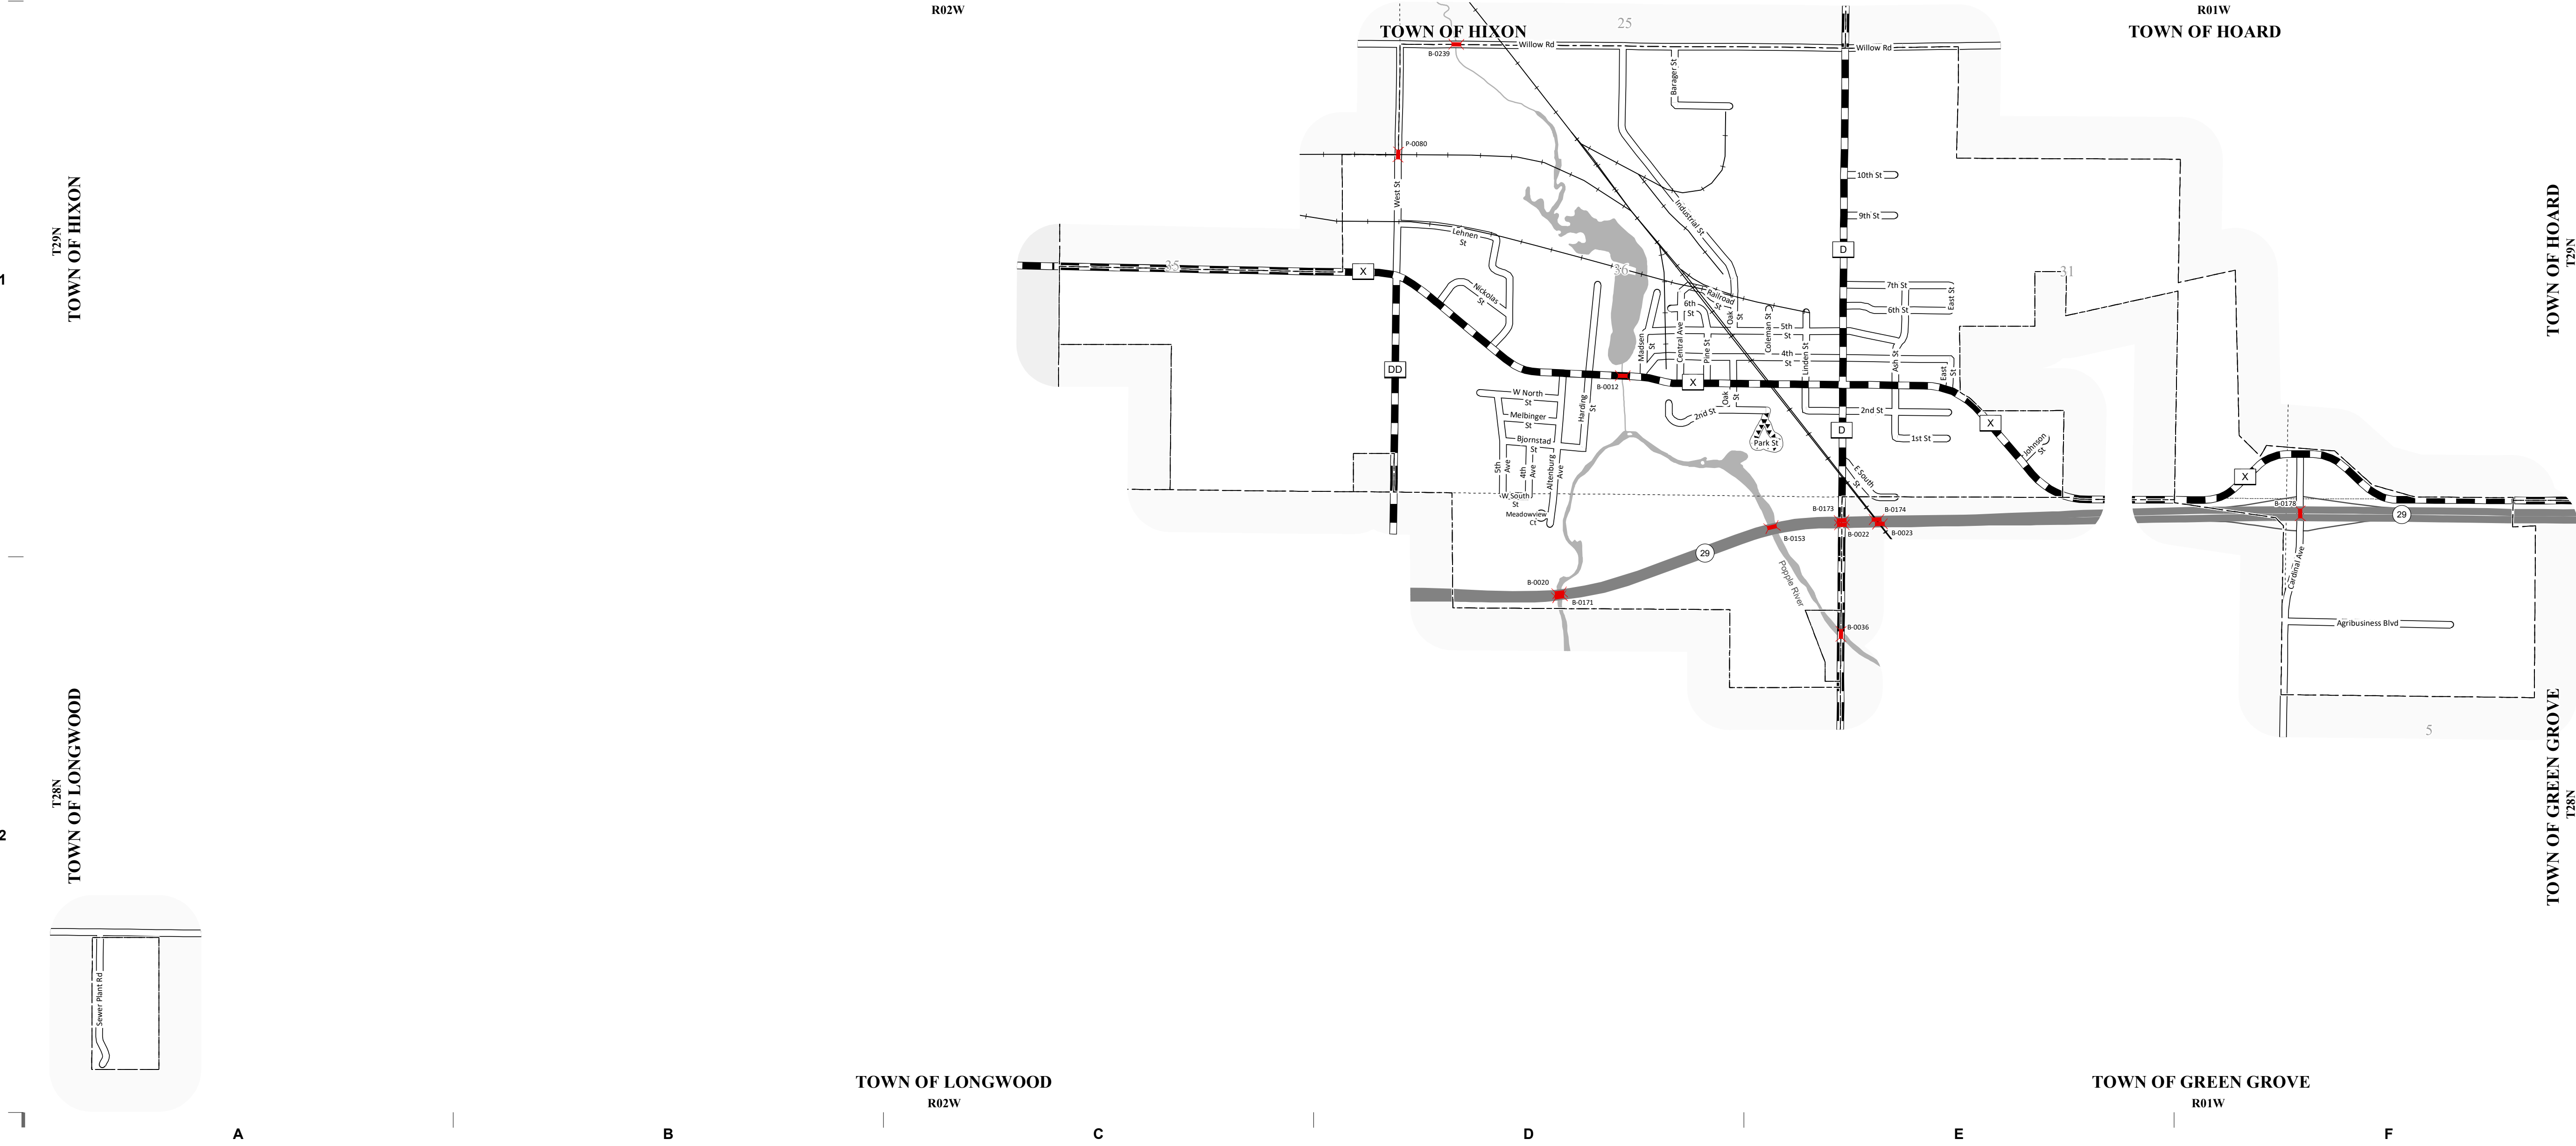 R02W
R01W
25
TOWN OF HIXON
TOWN OF HOARD
Willow Rd
Willow Rd
B-0239
Barager St
P-0080
10th St
West St
9th St
Industrial St
TOWN OF HIXON
T29N
TOWN OF HOARD
T29N
Lehnen
St
D
35
X
36
31
1
Nickolas
St
7th St
Railroad
St
6th
St
East St
6th St
Oak
St
Coleman St
5th
St
Madsen
St
Central Ave
Pine St
Linden St
4th
St
Ash St
DD
East
St
B-0012
X
W North
St
Harding
St
Oak
St
2nd St
2nd St
Melbinger
St
X
D
Bjornstad
St
Park St
1st St
Johnson
St
5th
Ave
4th
Ave
Altenburg
Ave
E South
St
X
W South
St
Meadowview
Ct
B-0173
B-0174
B-0178
29
B-0153
B-0022
B-0023
29
Cardinal Ave
B-0020
B-0171
Popple River
B-0036
Agribusiness Blvd
5
TOWN OF LONGWOOD
T28N
TOWN OF GREEN GROVE
T28N
2
Sewer Plant Rd
TOWN OF LONGWOOD
TOWN OF GREEN GROVE
R02W
R01W
A
B
C
D
E
F